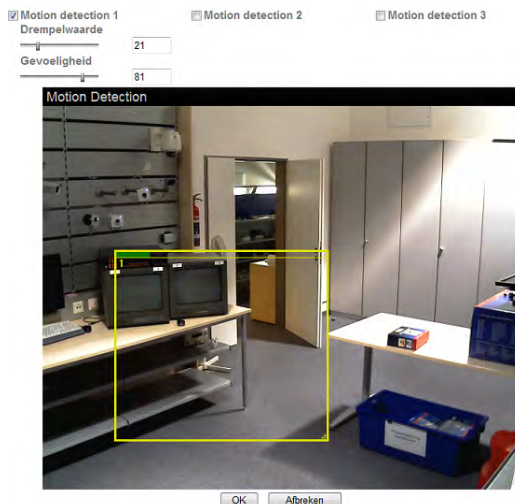 Motion detection 1 Motion detection 2 Motion detection 3
Drempelwaarde
21
Gevoeligheid
81
Motion Detection
1
OK Afbreken